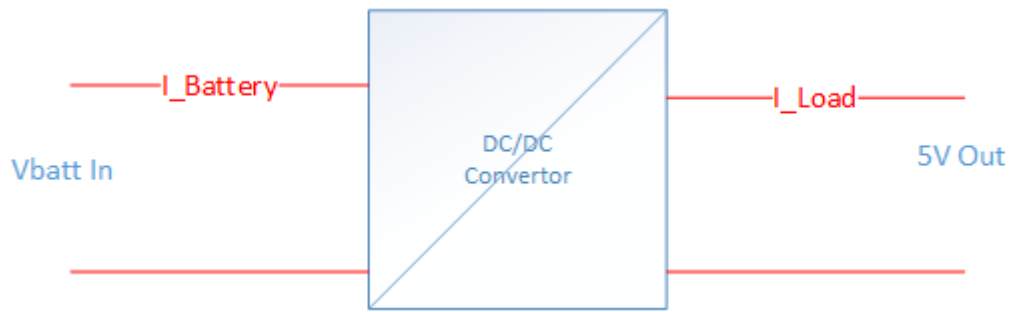 I_Battery
I_Load
Vbatt In
DC/DC
Convertor
5V Out